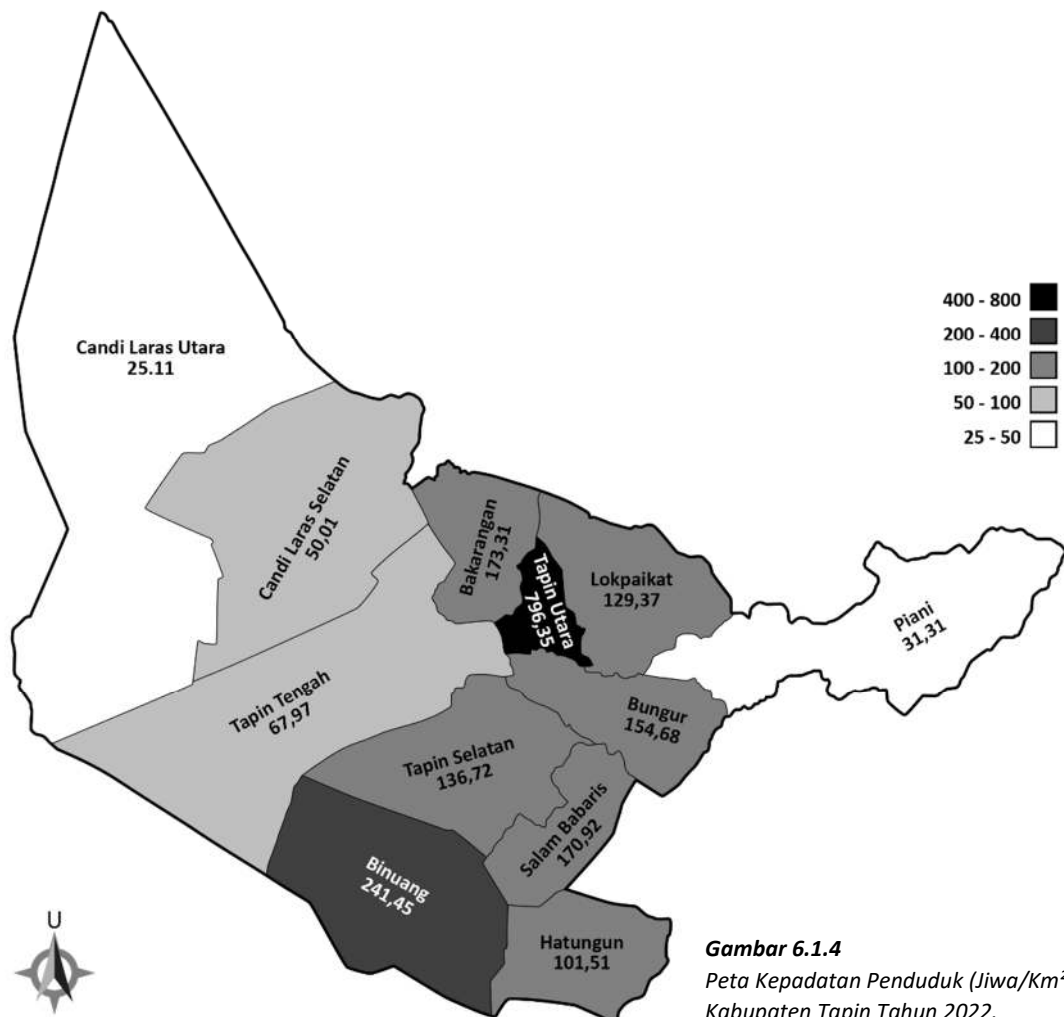 Candi Laras Utara
25.11
400 - 800
200 - 400
100 - 200
50 - 100
25 - 50
Candi Laras Selatan
50,01
Bakarangan
173,31
Tapin Utara
796,35
Lokpaikat
129,37
Piani
31,31
Tapin Tengah
67,97
Bungur
154,68
Tapin Selatan
136,72
Salam Babaris
170,92
Binuang
241,45
Hatungun
101,51
U
Gambar 6.1.4
Peta Kepadatan Penduduk (Jiwa/Km²
Kabupaten Tapin Tahun 2022.